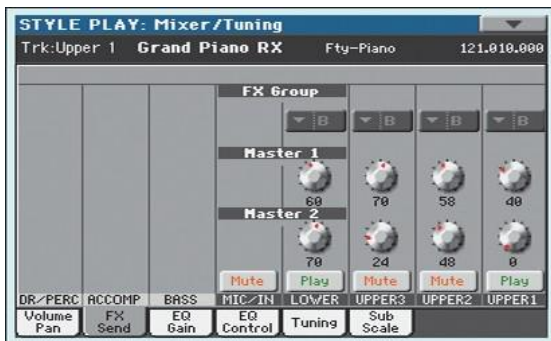 STYLE PLAY: Mixer/Tuning
Trk:Upper 1 Grand Piano RX Fty-Piano 121.010.000
FX Group
B B B B
Master 1
60 70 58 40
Master 2
70 24 48 0
Mute Play Mute Mute Play
DR/PERC ACCOMP BASS MIC/IN LOWER UPPER3 UPPER2 UPPER1
Volume Pan FX Send EQ Gain EQ Control Tuning Sub Scale